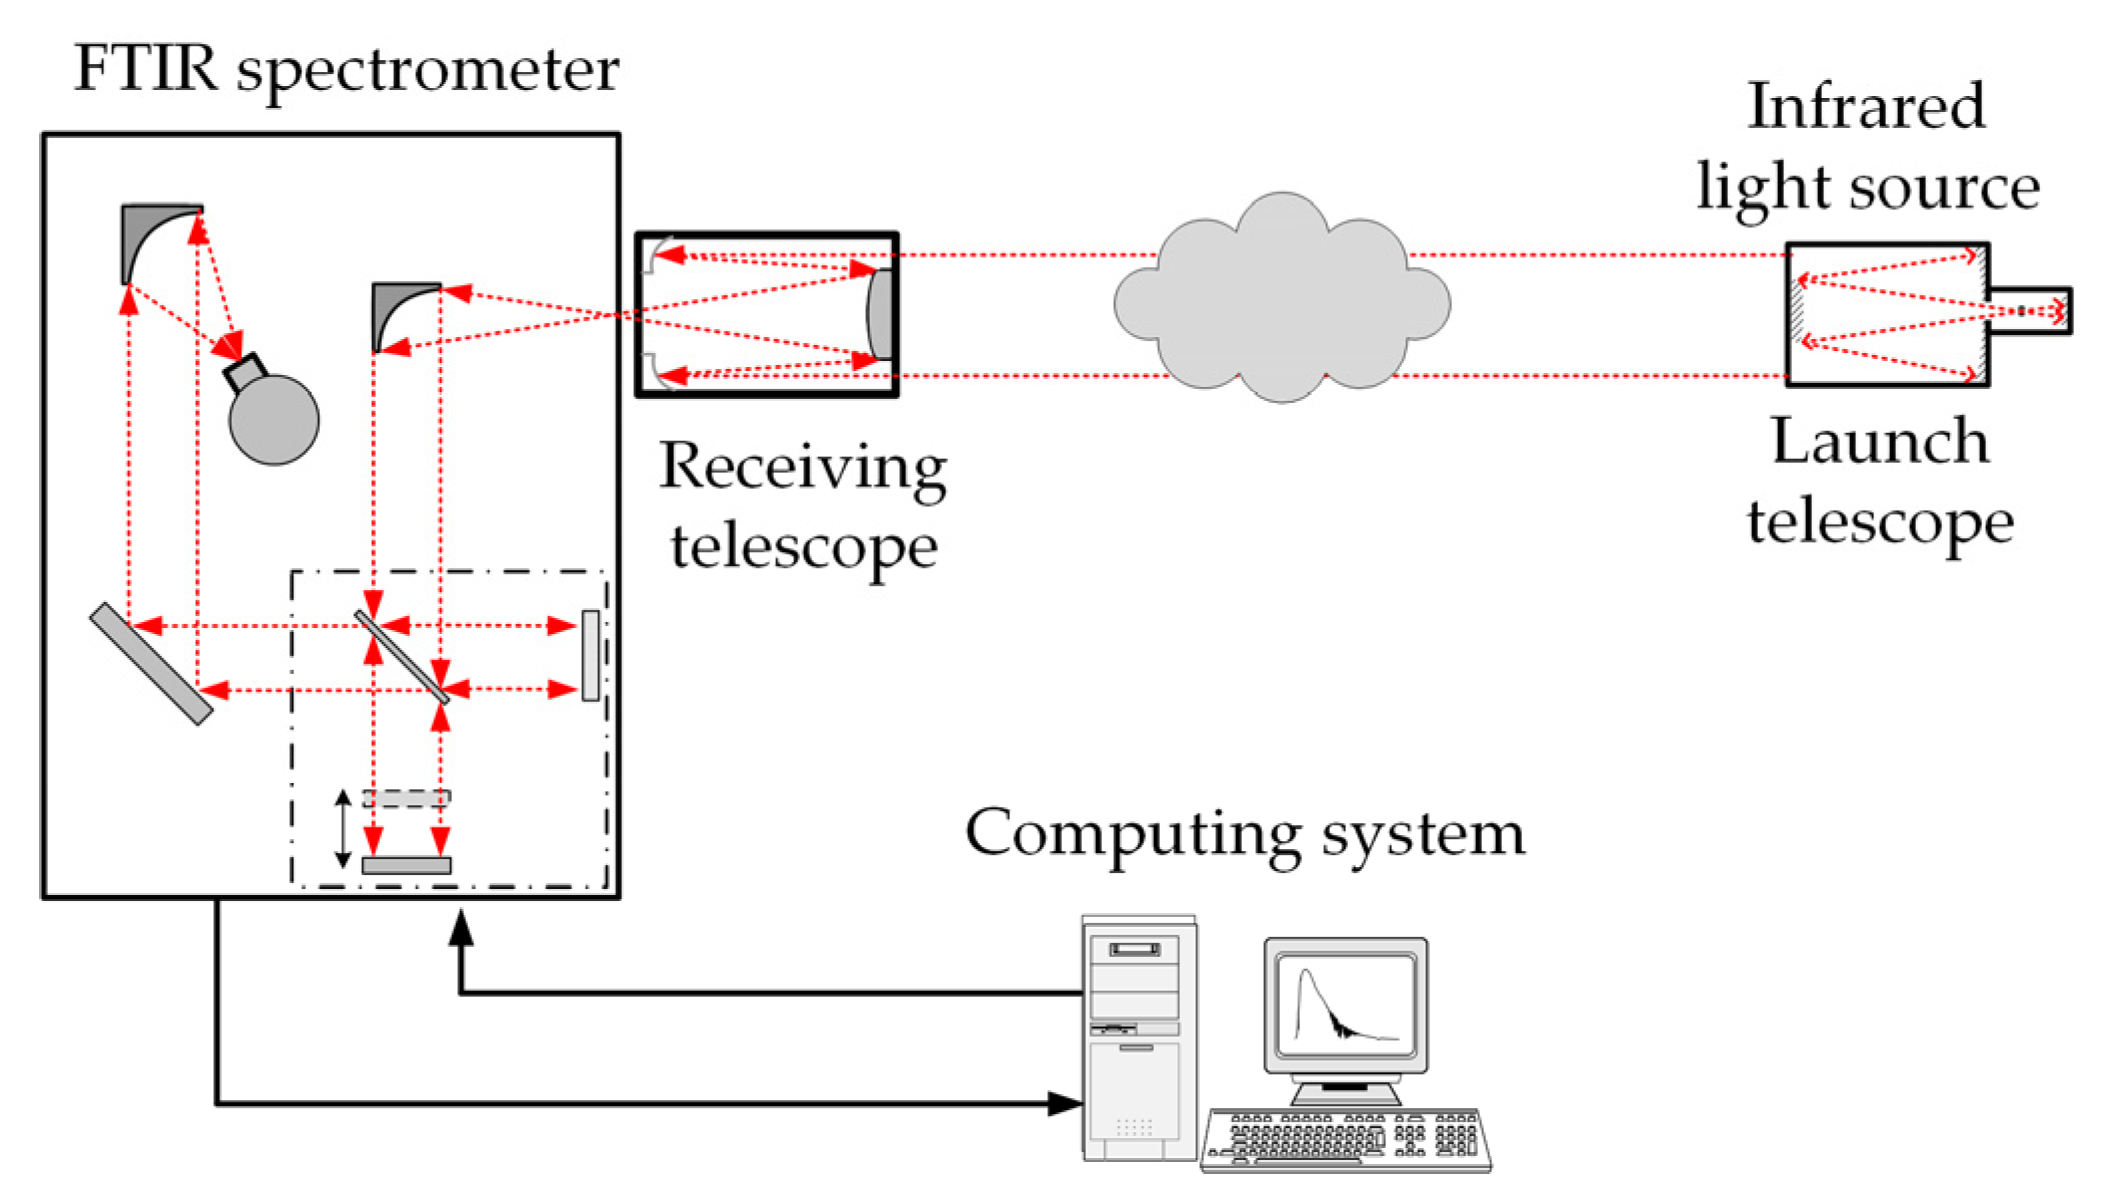 FTIR spectrometer
Infrared
light source
Receiving
telescope
Launch
telescope
Computing system